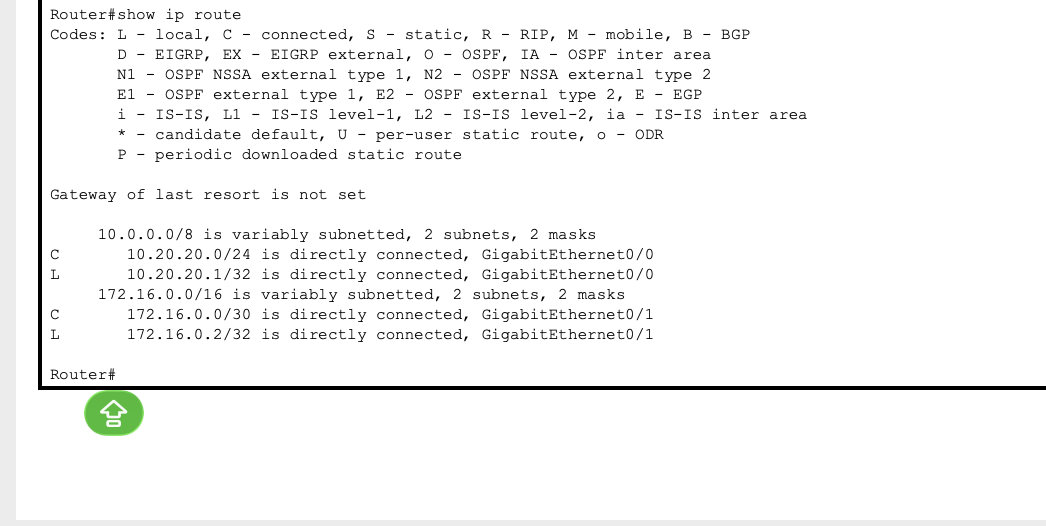 Router#show ip route
Codes: L - local, C - connected, S - static, R - RIP, M - mobile, B - BGP
D - EIGRP, EX - EIGRP external, O - OSPF, IA - OSPF inter area
N1 - OSPF NSSA external type 1, N2 - OSPF NSSA external type 2
E1 - OSPF external type 1, E2 - OSPF external type 2, E - EGP
i - IS-IS, L1 - IS-IS level-1, L2 - IS-IS level-2, ia - IS-IS inter area
* - candidate default, U - per-user static route, o - ODR
P - periodic downloaded static route
Gateway of last resort is not set
10.0.0.0/8 is variably subnetted, 2 subnets, 2 masks
C 10.20.20.0/24 is directly connected, GigabitEthernet0/0
L 10.20.20.1/32 is directly connected, GigabitEthernet0/0
172.16.0.0/16 is variably subnetted, 2 subnets, 2 masks
C 172.16.0.0/30 is directly connected, GigabitEthernet0/1
L 172.16.0.2/32 is directly connected, GigabitEthernet0/1
Router#